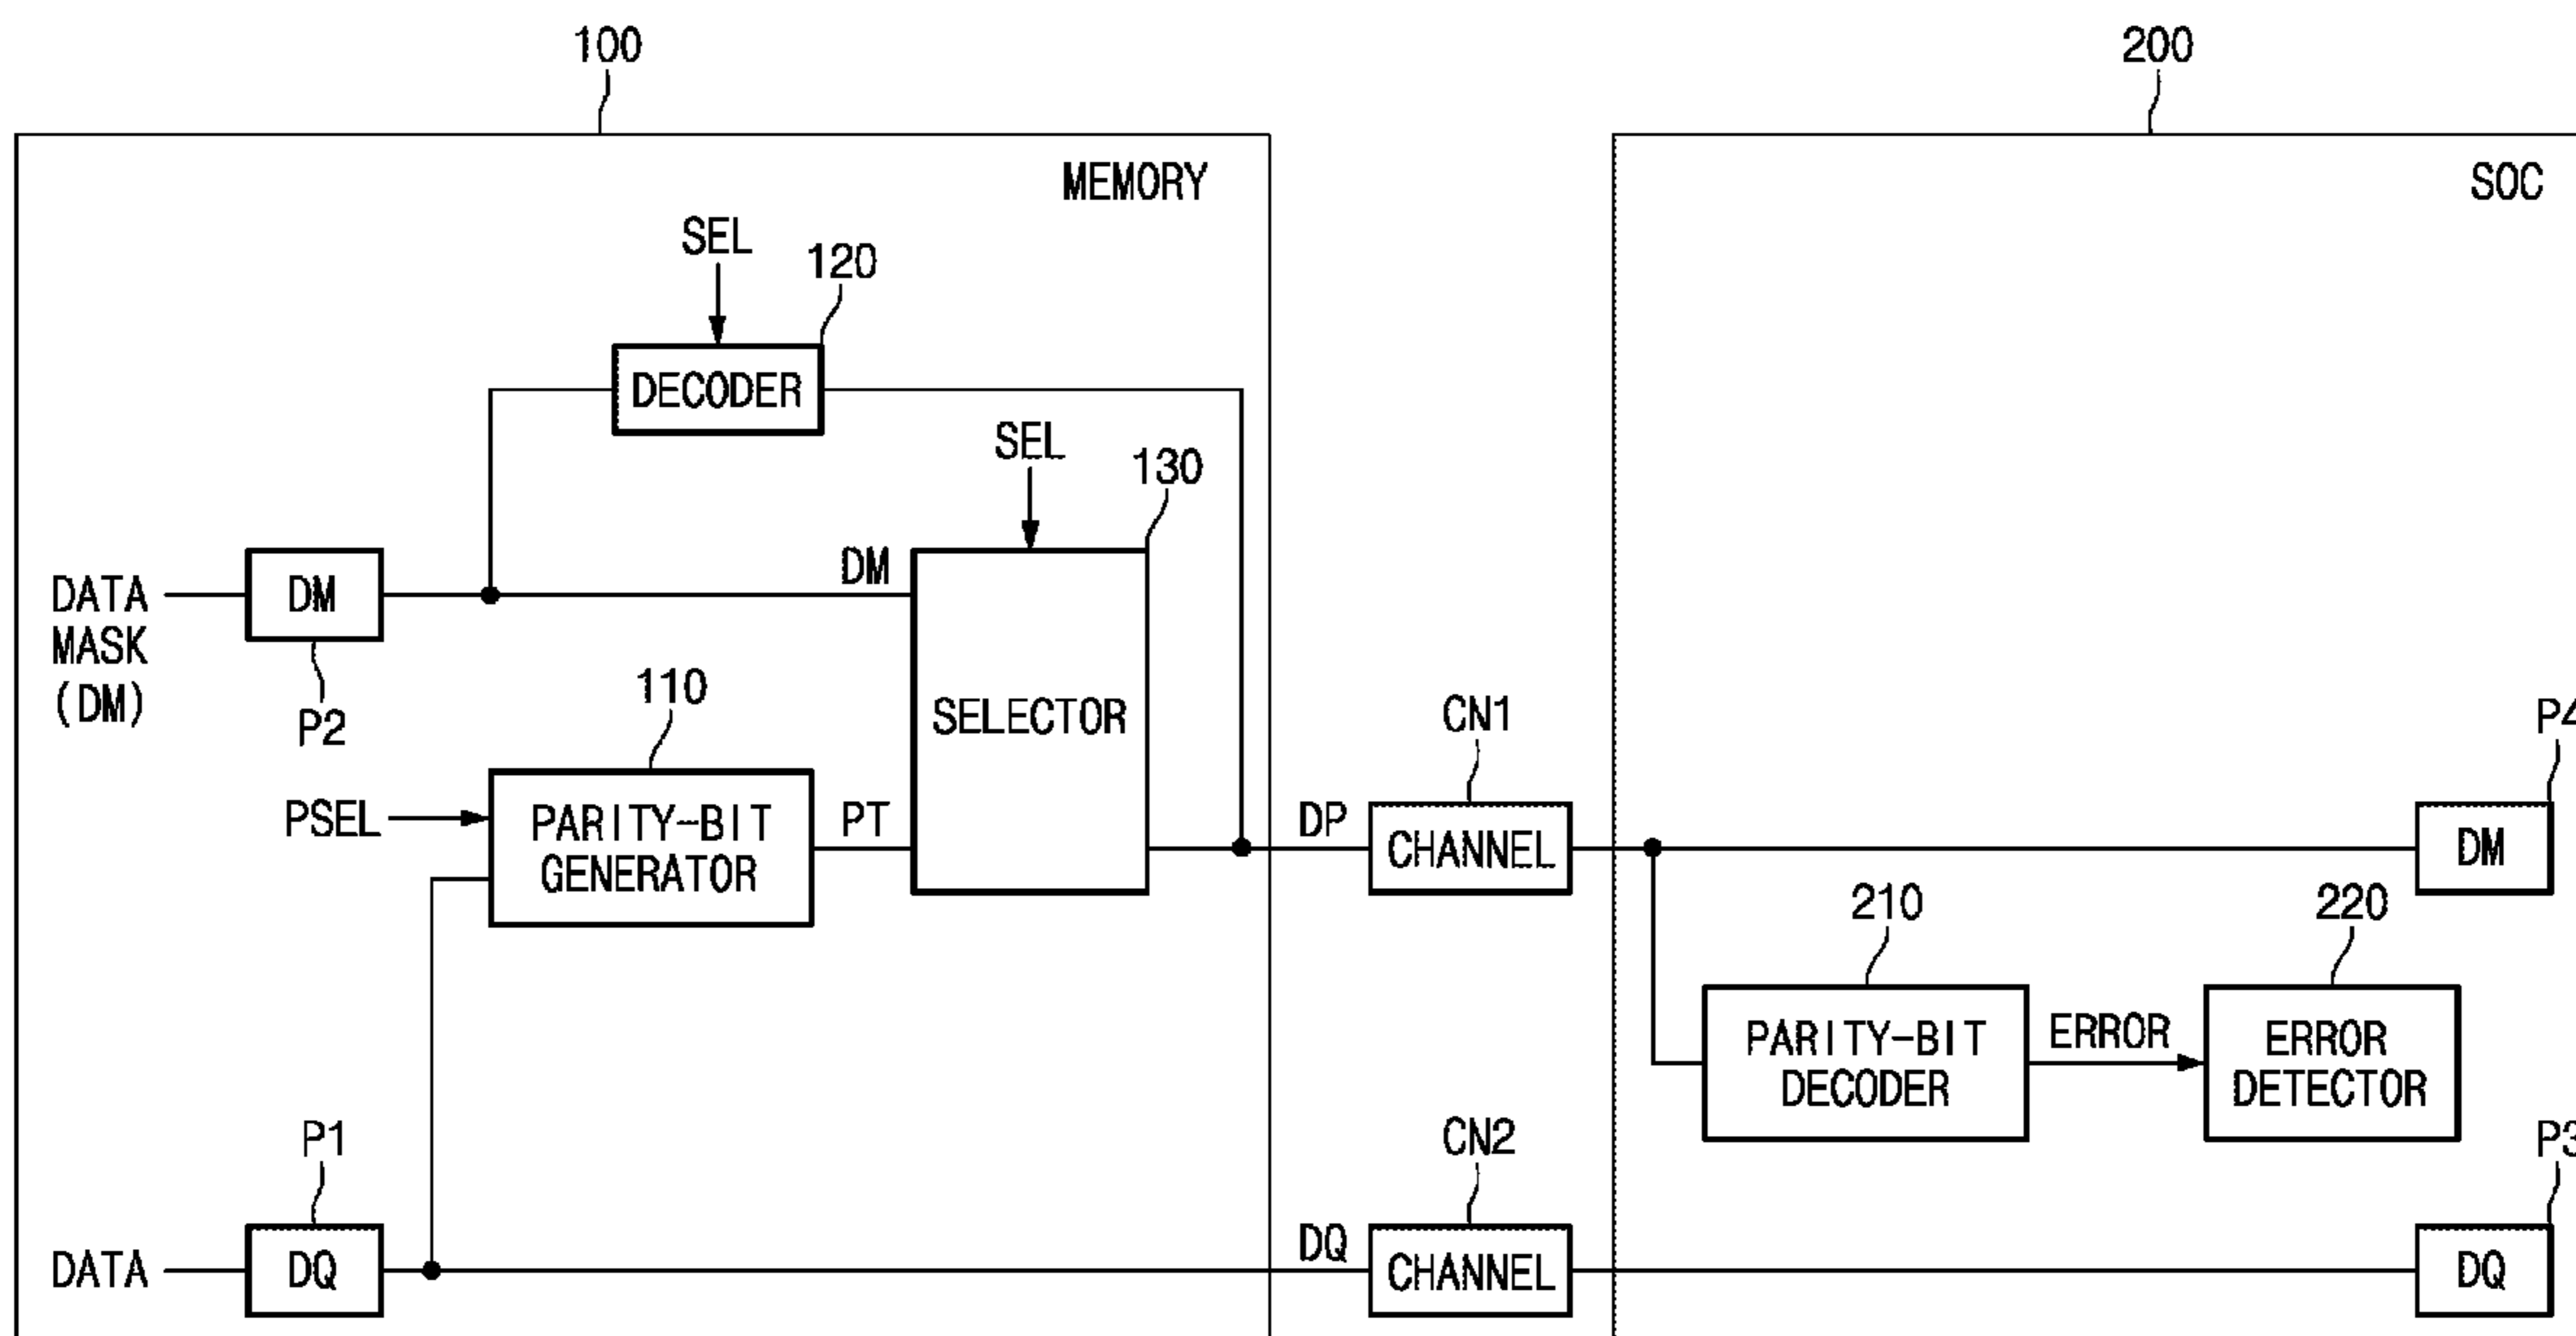 100
200
MEMORY
SOC
SEL
120
DECODER
SEL
130
DM
DATA
MASK
(DM)
DM
P2
SELECTOR
110
PSEL
PARITY-BIT
GENERATOR
PT
DP
CN1
CHANNEL
P4
DM
210
220
PARITY-BIT
DECODER
ERROR
ERROR
DETECTOR
P1
CN2
P3
DATA
DQ
DQ
CHANNEL
DQ